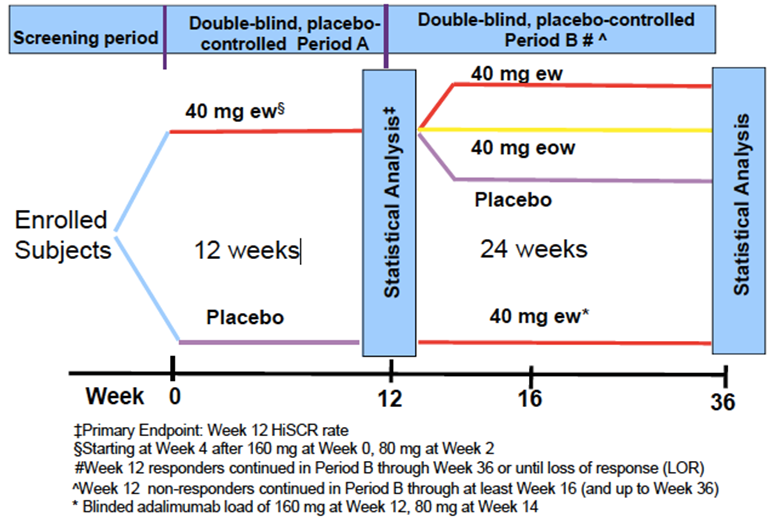 Screening period
Double-blind, placebo-
controlled Period A
Double-blind, placebo-controlled
Period B # ^
40 mg ew§
Statistical Analysis‡
40 mg ew
40 mg eow
Placebo
Statistical Analysis
Enrolled
Subjects
12 weeks
24 weeks
Placebo
40 mg ew*
Week
0
12
16
36
‡Primary Endpoint: Week 12 HiSCR rate
§Starting at Week 4 after 160 mg at Week 0, 80 mg at Week 2
#Week 12 responders continued in Period B through Week 36 or until loss of response (LOR)
^Week 12 non-responders continued in Period B through at least Week 16 (and up to Week 36)
* Blinded adalimumab load of 160 mg at Week 12, 80 mg at Week 14